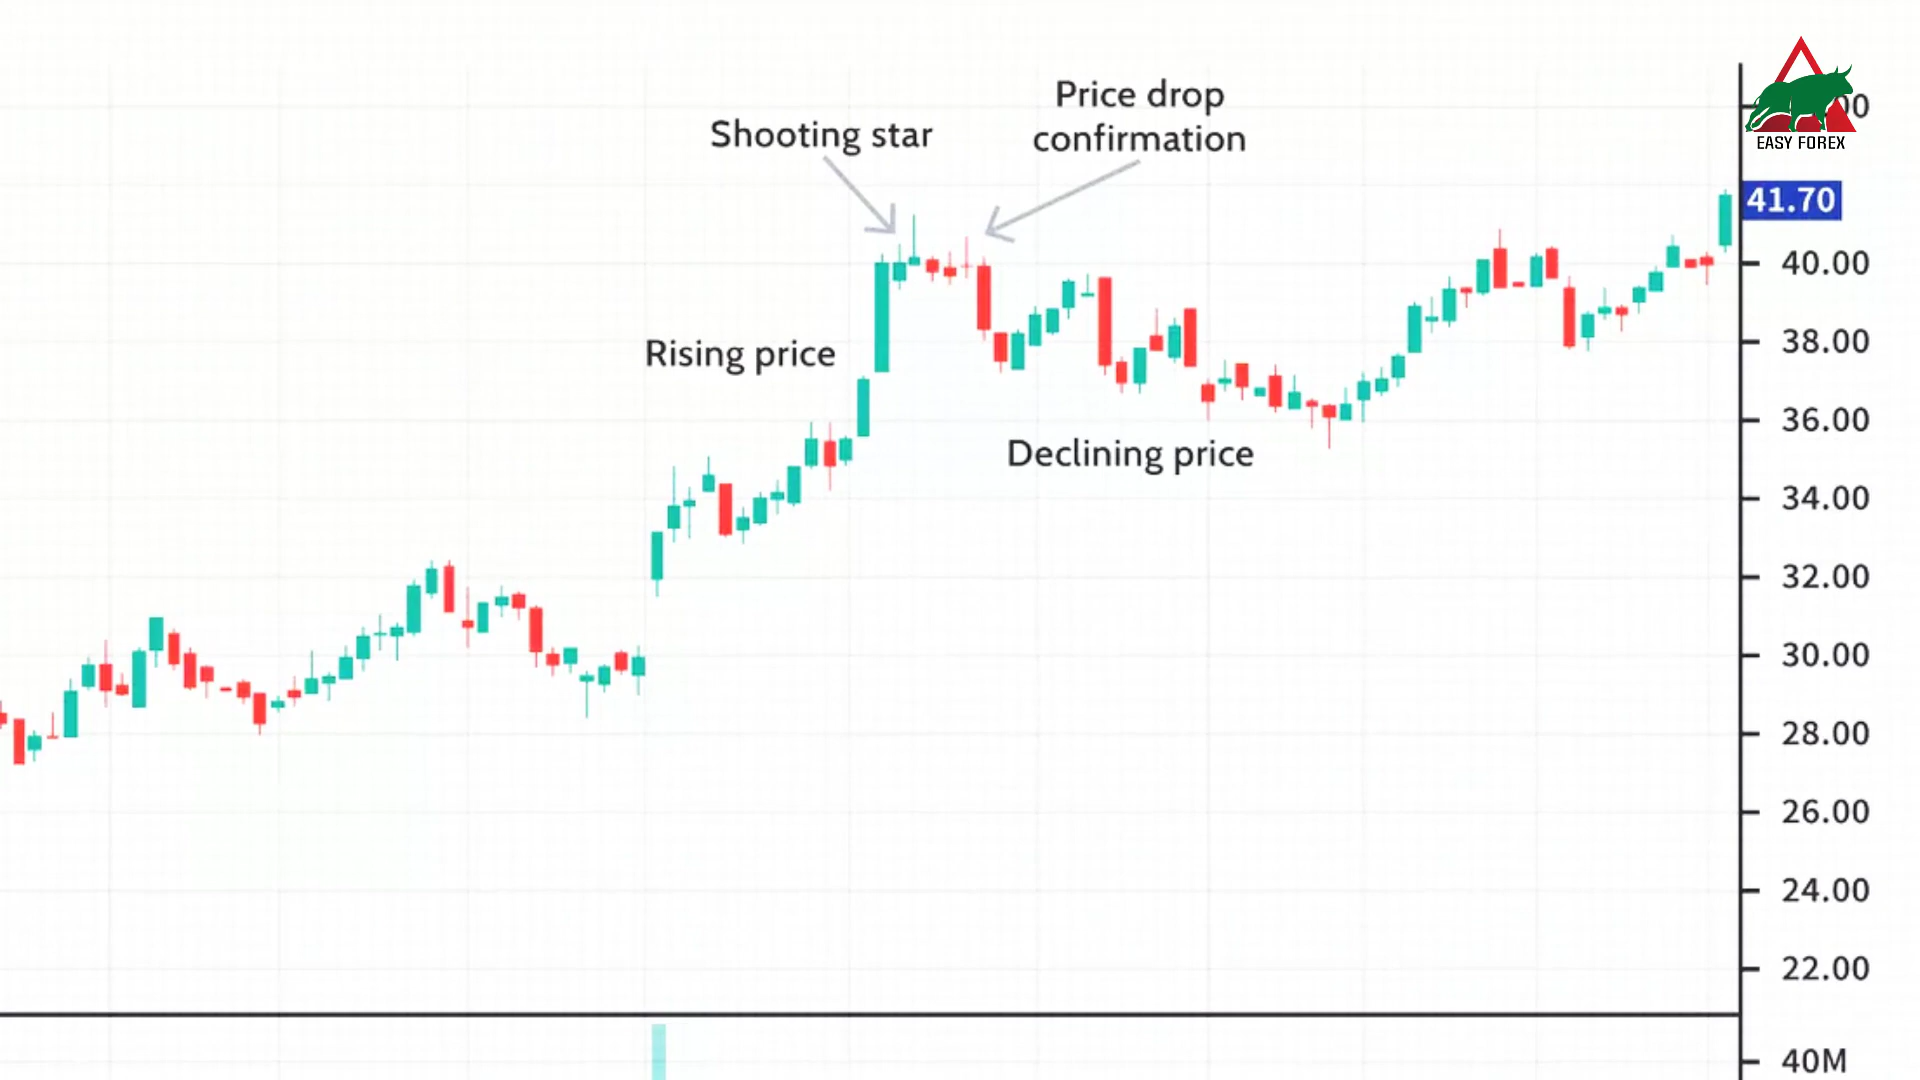 Price drop
confirmation
Shooting star
EASY FOREX
41.70
40.00
Rising price
38.00
36.00
Declining price
34.00
32.00
30.00
28.00
26.00
24.00
22.00
40M